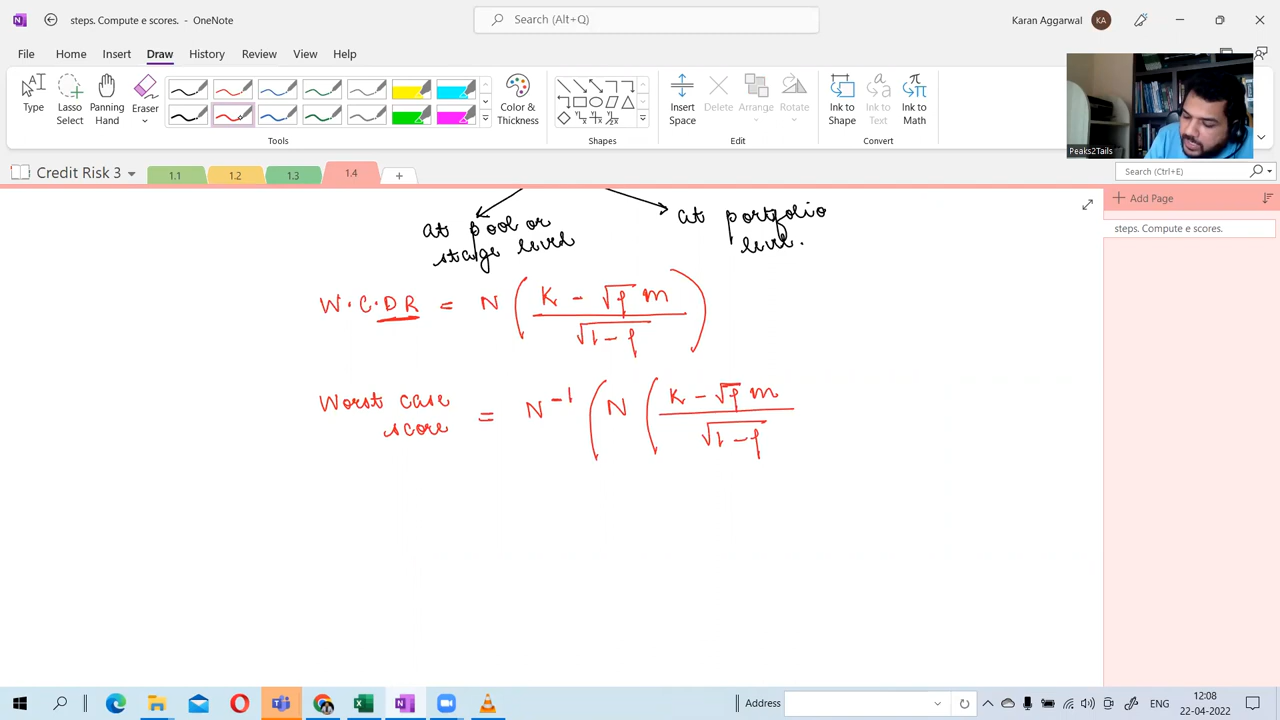 steps. Compute e scores. - OneNote
Search (Alt+Q)
Karan Aggarwal
KA
File Home Insert Draw History Review View Help
Type
Lasso Select
Panning Hand
Eraser
Color & Thickness
Insert Space
Delete
Arrange
Rotate
Ink to Shape
Ink to Text
Ink to Math
Tools
Shapes
Edit
Convert
Peaks2Tails
Credit Risk 3
1.1
1.2
1.3
1.4
Search (Ctrl+E)
Add Page
steps. Compute e scores.
at pool or
stage level
at portfolio
level.
W.C.DR = N ( K - √ρ m / √1-ρ )
Worst case
score = N⁻¹ ( N ( K - √ρ m / √1-ρ
Address
ENG
12:08
22-04-2022